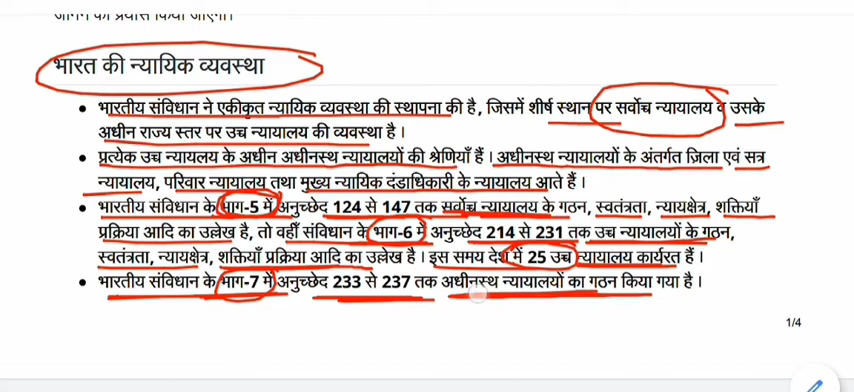 जानने का प्रयास किया जाएगा।
भारत की न्यायिक व्यवस्था
• भारतीय संविधान ने एकीकृत न्यायिक व्यवस्था की स्थापना की है, जिसमें शीर्ष स्थान पर सर्वोच्च न्यायालय व उसके
अधीन राज्य स्तर पर उच्च न्यायालय की व्यवस्था है।
• प्रत्येक उच्च न्यायलय के अधीन अधीनस्थ न्यायालयों की श्रेणियाँ हैं। अधीनस्थ न्यायालयों के अंतर्गत ज़िला एवं सत्र
न्यायालय, परिवार न्यायालय तथा मुख्य न्यायिक दंडाधिकारी के न्यायालय आते हैं।
• भारतीय संविधान के भाग-5 में अनुच्छेद 124 से 147 तक सर्वोच्च न्यायालय के गठन, स्वतंत्रता, न्यायक्षेत्र, शक्तियाँ
प्रक्रिया आदि का उल्लेख है, तो वहीं संविधान के भाग-6 में अनुच्छेद 214 से 231 तक उच्च न्यायालयों के गठन,
स्वतंत्रता, न्यायक्षेत्र, शक्तियाँ प्रक्रिया आदि का उल्लेख है। इस समय देश में 25 उच्च न्यायालय कार्यरत हैं।
• भारतीय संविधान के भाग-7 में अनुच्छेद 233 से 237 तक अधीनस्थ न्यायालयों का गठन किया गया है।
1/4